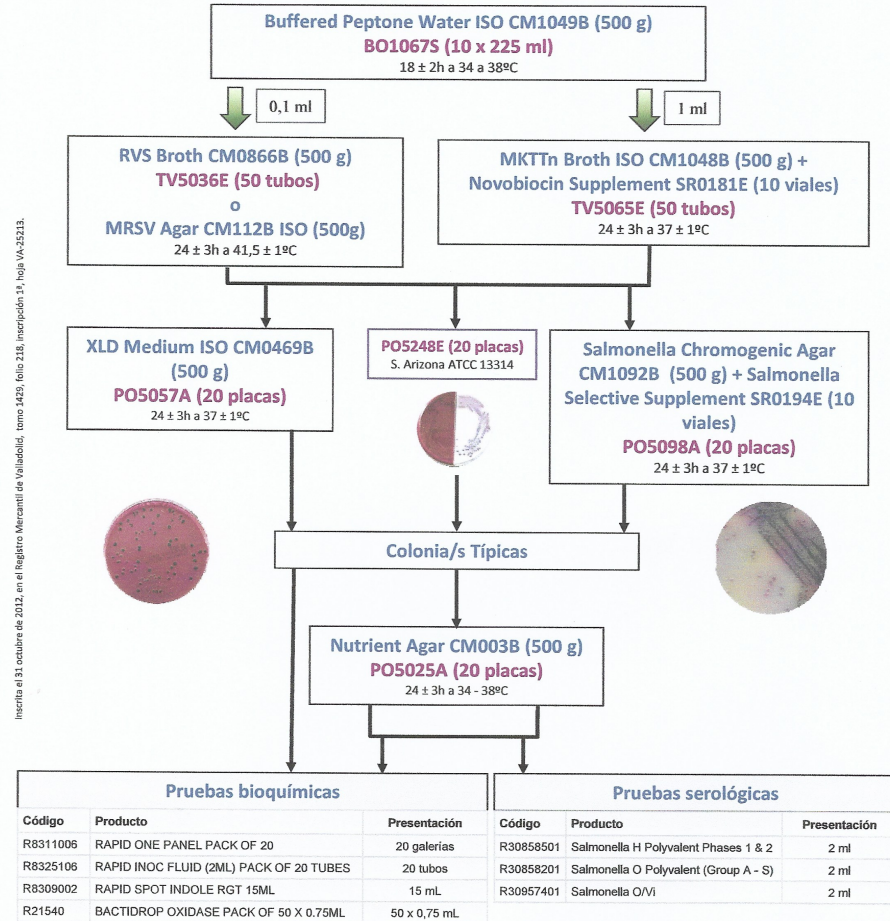 Buffered Peptone Water ISO CM1049B (500 g)
BO1067S (10 x 225 ml)
18 ± 2h a 34 a 38ºC
0,1 ml
1 ml
RVS Broth CM0866B (500 g)
TV5036E (50 tubos)
o
MRSV Agar CM112B ISO (500g)
24 ± 3h a 41,5 ± 1ºC
MKTTn Broth ISO CM1048B (500 g) +
Novobiocin Supplement SR0181E (10 viales)
TV5065E (50 tubos)
24 ± 3h a 37 ± 1ºC
XLD Medium ISO CM0469B
(500 g)
PO5057A (20 placas)
24 ± 3h a 37 ± 1ºC
PO5248E (20 placas)
S. Arizona ATCC 13314
Salmonella Chromogenic Agar
CM1092B (500 g) + Salmonella
Selective Supplement SR0194E (10
viales)
PO5098A (20 placas)
24 ± 3h a 37 ± 1ºC
Colonia/s Típicas
Nutrient Agar CM003B (500 g)
PO5025A (20 placas)
24 ± 3h a 34 - 38ºC
Pruebas bioquímicas
Código Producto Presentación
R8311006 RAPID ONE PANEL PACK OF 20 20 galerías
R8325106 RAPID INOC FLUID (2ML) PACK OF 20 TUBES 20 tubos
R8309002 RAPID SPOT INDOLE RGT 15ML 15 mL
R21540 BACTIDROP OXIDASE PACK OF 50 X 0.75ML 50 x 0,75 mL
Pruebas serológicas
Código Producto Presentación
R30858501 Salmonella H Polyvalent Phases 1 & 2 2 ml
R30858201 Salmonella O Polyvalent (Group A - S) 2 ml
R30957401 Salmonella O/Vi 2 ml
Inscrita el 31 octubre de 2012, en el Registro Mercantil de Valladolid, tomo 1429, folio 218, inscripción 1ª, hoja VA-25213.